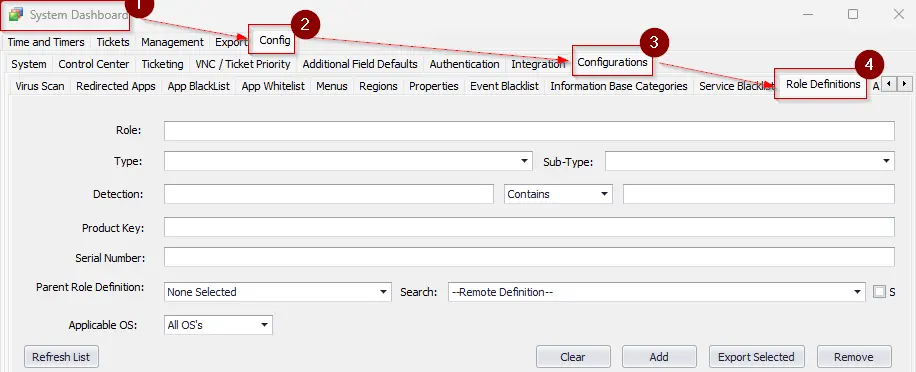 System Dashboard 1
Time and Timers Tickets Management Export Config 2
System Control Center Ticketing VNC / Ticket Priority Additional Field Defaults Authentication Integration Configurations 3
Virus Scan Redirected Apps App BlackList App Whitelist Menus Regions Properties Event Blacklist Information Base Categories Service Blacklist Role Definitions 4 A
Role:
Type: Sub-Type:
Detection: Contains
Product Key:
Serial Number:
Parent Role Definition: None Selected Search: --Remote Definition-- S
Applicable OS: All OS's
Refresh List Clear Add Export Selected Remove